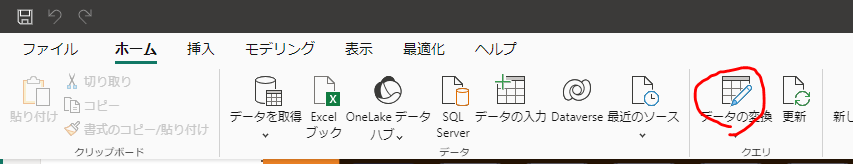 ファイル ホーム 挿入 モデリング 表示 最適化 ヘルプ
貼り付け
切り取り
コピー
書式のコピー/貼り付け
クリップボード
データを取得
Excel
ブック
OneLake データ
ハブ
SQL
Server
データの入力
Dataverse
最近のソース
データ
データの変換
更新
クエリ
新し